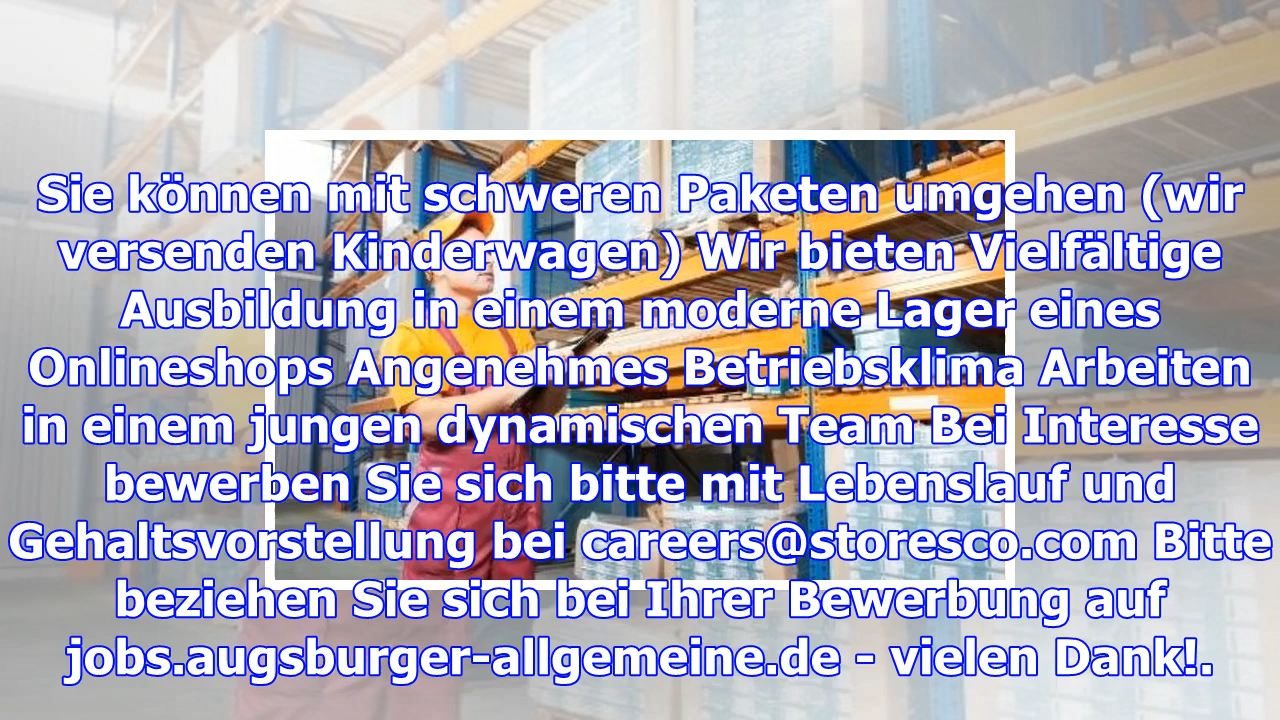 Sie können mit schweren Paketen umgehen (wir
versenden Kinderwagen) Wir bieten Vielfältige
Ausbildung in einem moderne Lager eines
Onlineshops Angenehmes Betriebsklima Arbeiten
in einem jungen dynamischen Team Bei Interesse
bewerben Sie sich bitte mit Lebenslauf und
Gehaltsvorstellung bei careers@storesco.com Bitte
beziehen Sie sich bei Ihrer Bewerbung auf
jobs.augsburger-allgemeine.de - vielen Dank!.